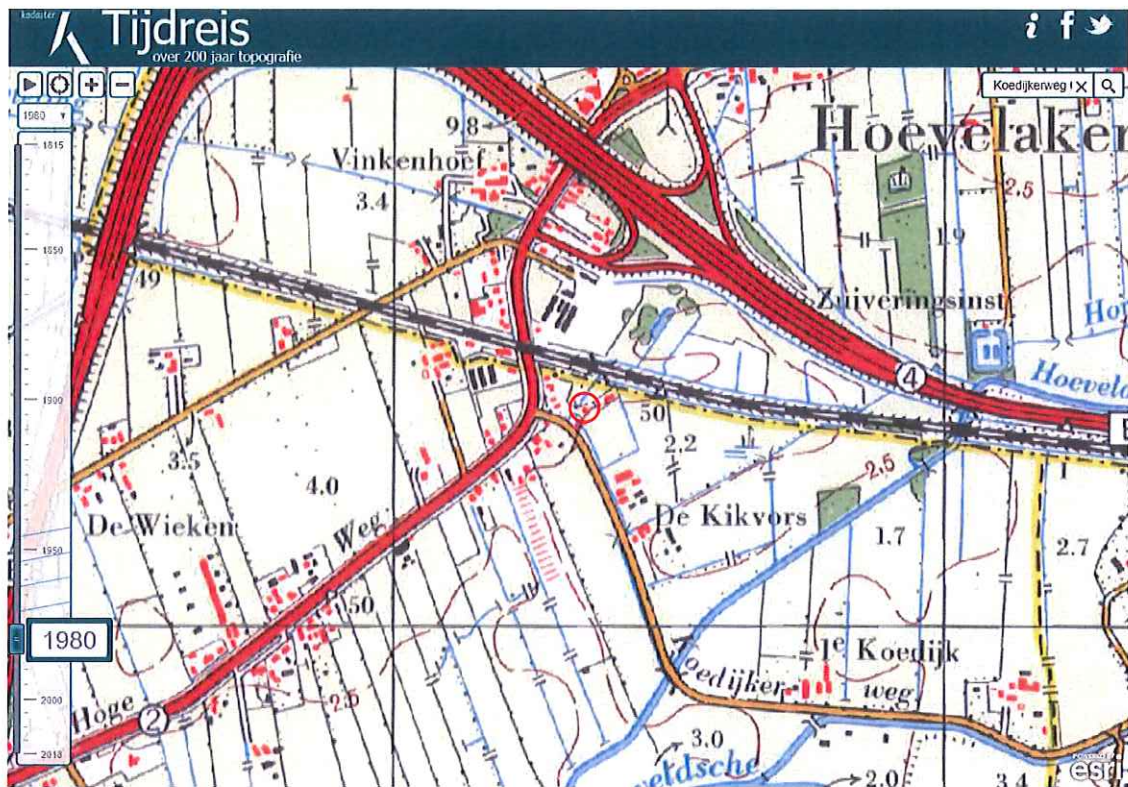 kadaster
Tijdreis
over 200 jaar topografie
i f
1980
Koedijkerweg
1815
1850
1900
1950
2000
2018
1980
Hoevelaken
9.8
Vinkenhoef
3.4
2.5
1.9
49
Zuiveringsinst.
4
50
2.2
2.5
3.5
4.0
De Wieken
Weg
De Kikvors
1.7
2.7
50
1e Koedijk
Koedijker
weg
Hoge
2
2.5
3.0
2.0
3.4
veldsche
esri